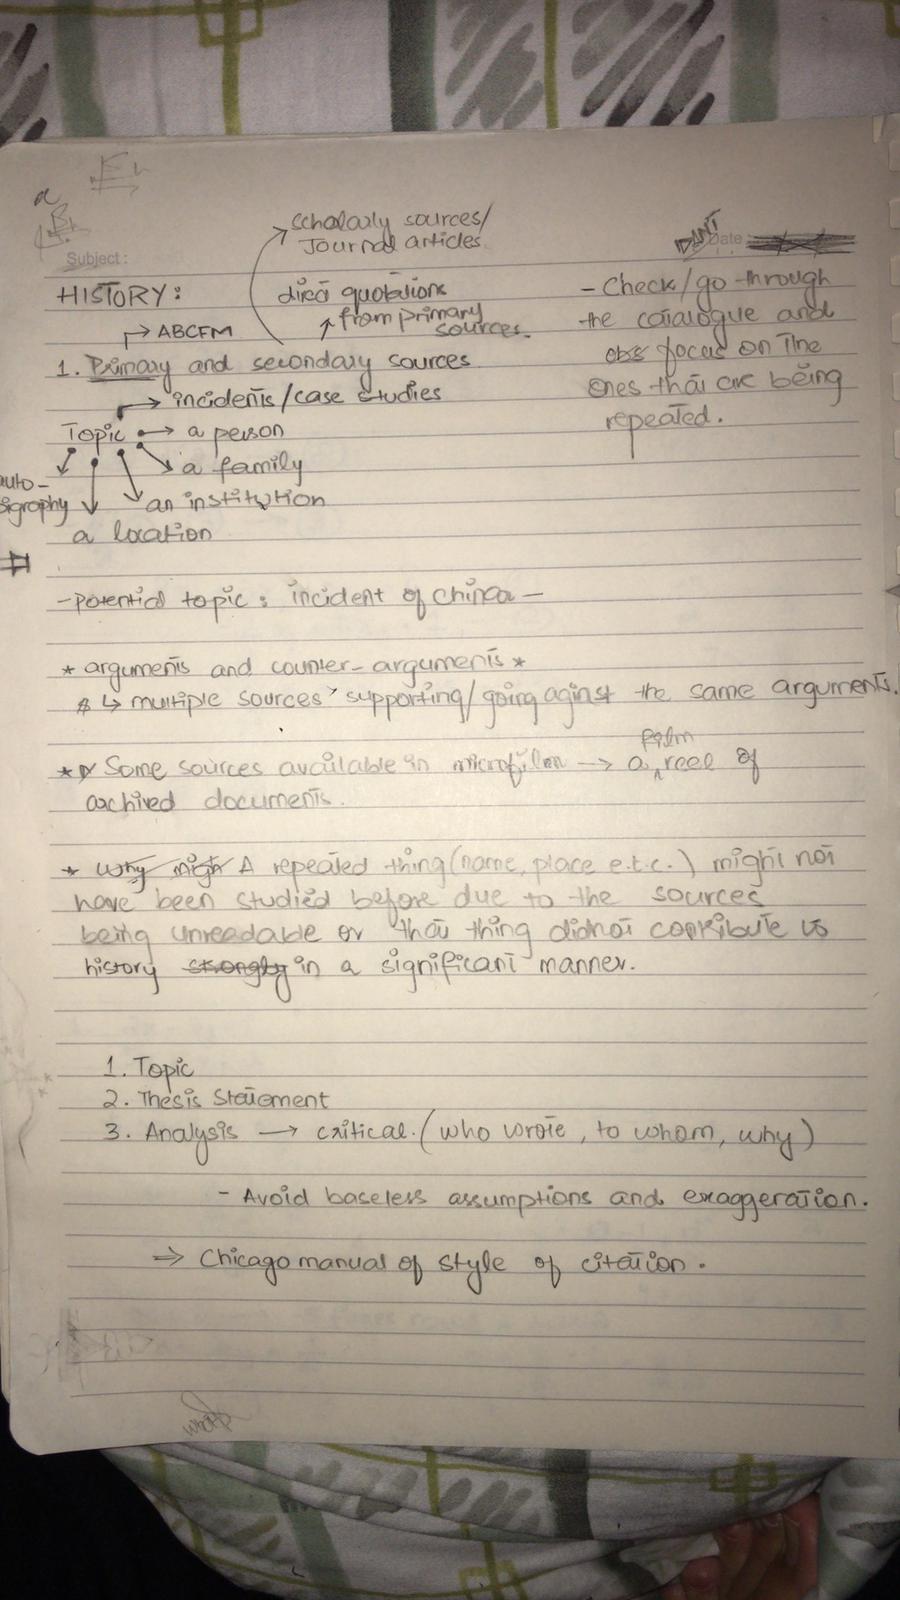 Subject:
Date
scholarly sources/
Journal articles
HISTORY:
direct quotations
from primary
sources.
ABCFM
1. Primary and secondary sources
incidents/case studies
Topic
a person
a family
an institution
a location
auto-
- Check/go through
the catalogue and
focus on the
ones that are being
repeated.
- potential topic : incident of China -
* arguments and counter-arguments *
↳ multiple sources supporting/going aginst the same arguments.
* Some sources available in microfilm → a film reel of
archived documents.
* Why migh A repeated thing (name, place e.t.c.) might not
have been studied before due to the sources
being unreadable or that thing didnot contribute to
history strongly in a significant manner.
1. Topic
2. Thesis Statement
3. Analysis → critical. (who wrote, to whom, why)
- Avoid baseless assumptions and exaggeration.
⇒ Chicago manual of style of citation.